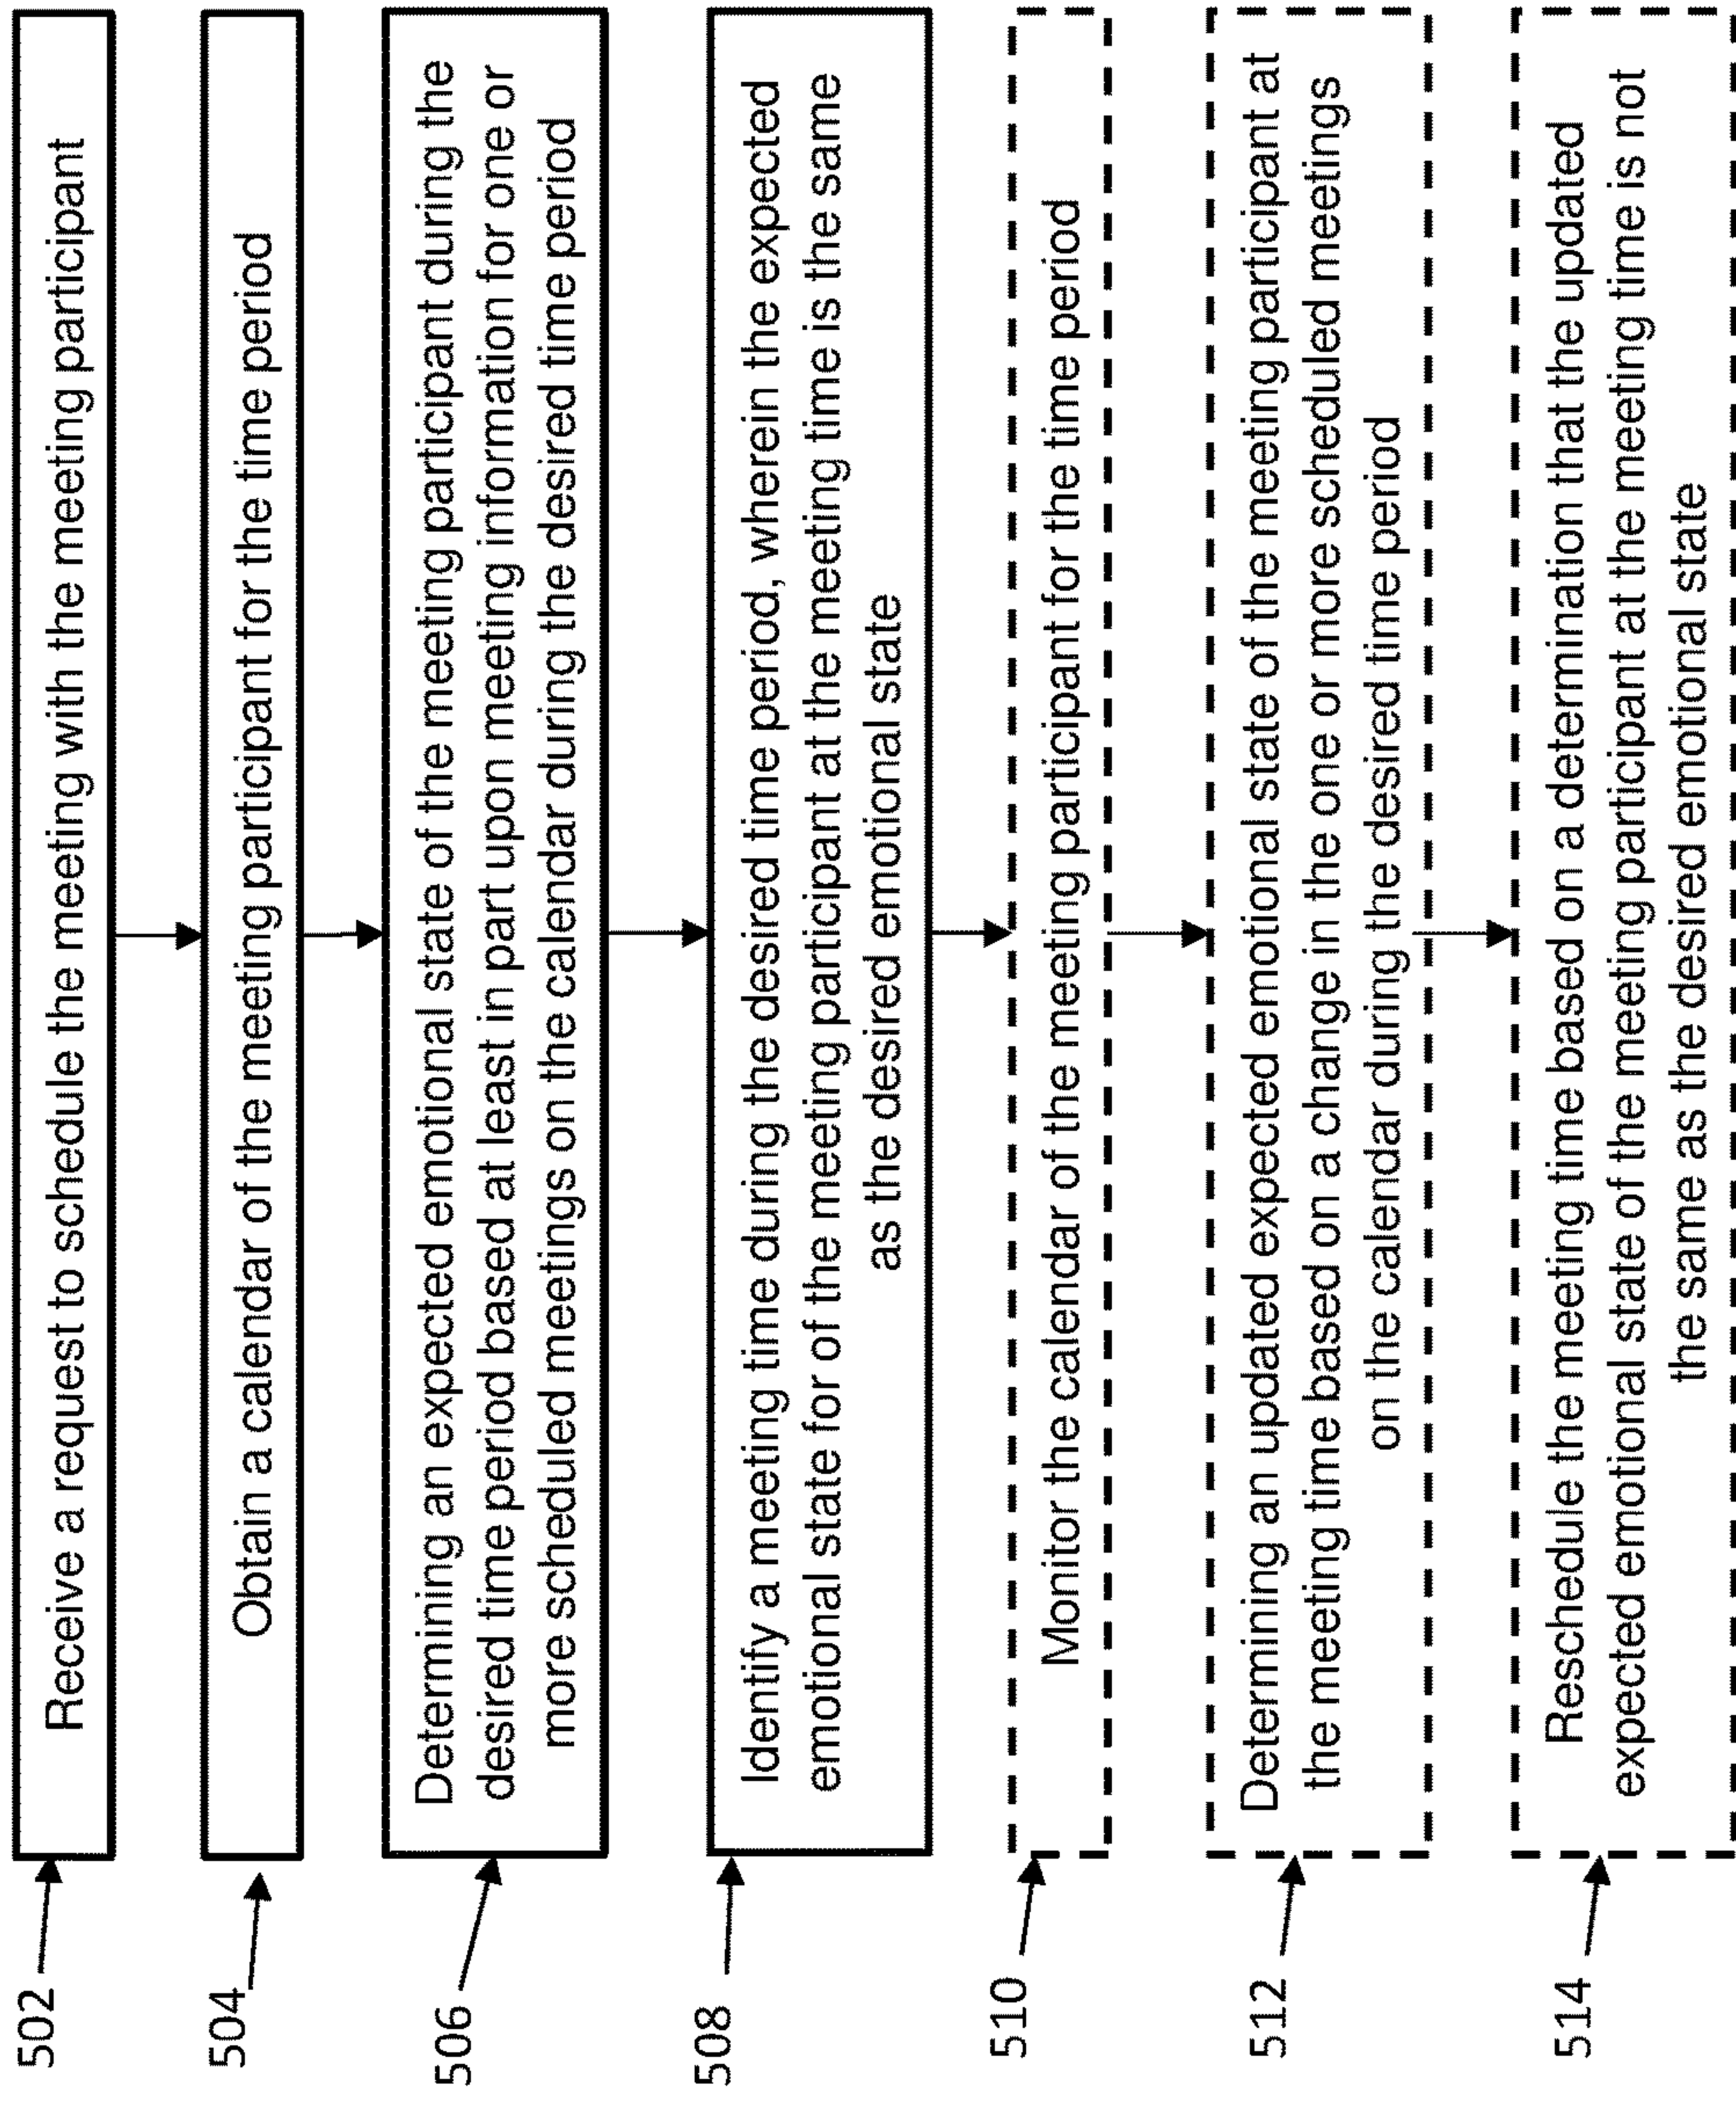 502
Receive a request to schedule the meeting with the meeting participant
504
Obtain a calendar of the meeting participant for the time period
506
Determining an expected emotional state of the meeting participant during the
desired time period based at least in part upon meeting information for one or
more scheduled meetings on the calendar during the desired time period
508
Identify a meeting time during the desired time period, wherein the expected
emotional state for of the meeting participant at the meeting time is the same
as the desired emotional state
510
Monitor the calendar of the meeting participant for the time period
512
Determining an updated expected emotional state of the meeting participant at
the meeting time based on a change in the one or more scheduled meetings
on the calendar during the desired time period
514
Reschedule the meeting time based on a determination that the updated
expected emotional state of the meeting participant at the meeting time is not
the same as the desired emotional state